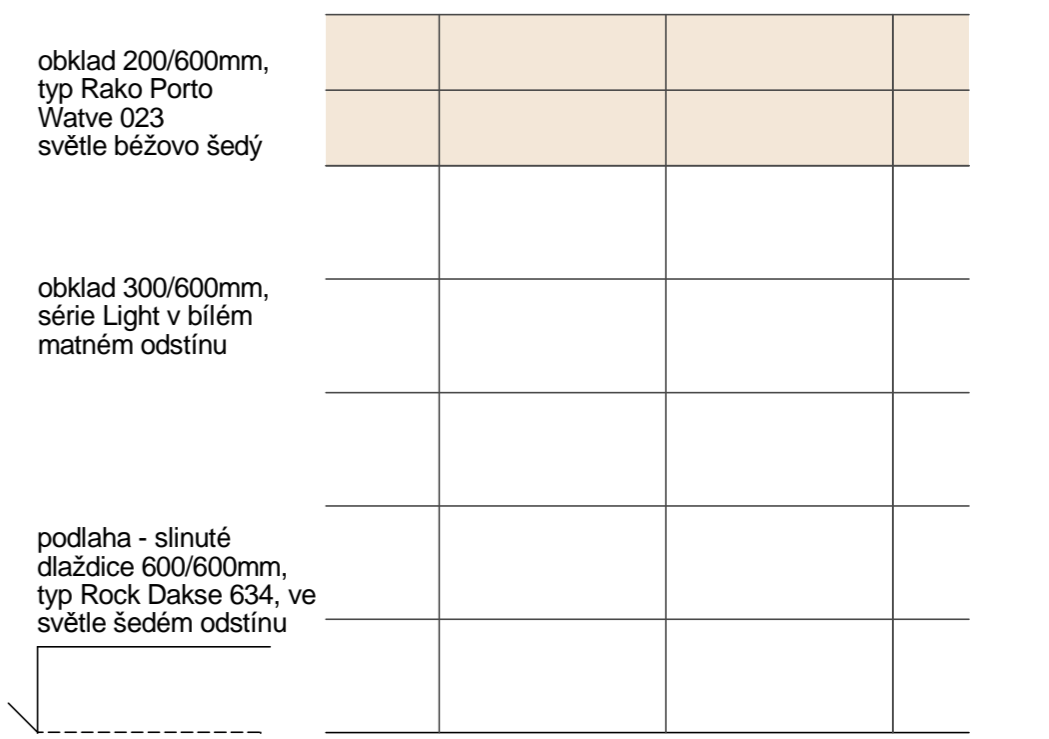 obklad 200/600mm,
typ Rako Porto
Watve 023
světle béžovo šedý
obklad 300/600mm,
série Light v bílém
matném odstínu
podlaha - slinuté
dlaždice 600/600mm,
typ Rock Dakse 634, ve
světle šedém odstínu